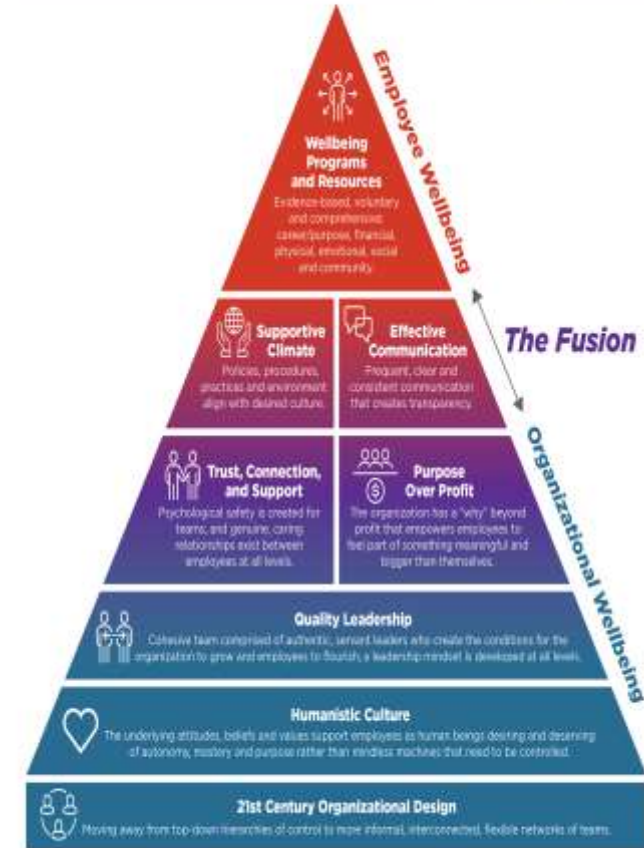 Employee Wellbeing
Wellbeing
Programs
and Resources
Evidence-based, voluntary
and comprehensive:
career/purpose, financial,
physical, emotional, social
and community.
The Fusion
Supportive
Climate
Policies, procedures,
practices and environment
align with desired culture.
Effective
Communication
Frequent, clear and
consistent communication
that creates transparency.
Organizational Wellbeing
Trust, Connection,
and Support
Psychological safety is created for
teams; and genuine, caring
relationships exist between
employees at all levels.
Purpose
Over Profit
The organization has a "why" beyond
profit that empowers employees to
feel part of something meaningful and
bigger than themselves.
Quality Leadership
Cohesive team comprised of authentic, servant leaders who create the conditions for the
organization to grow and employees to flourish; a leadership mindset is developed at all levels.
Humanistic Culture
The underlying attitudes, beliefs and values support employees as human beings desiring and deserving
of autonomy, mastery and purpose rather than mindless machines that need to be controlled.
21st Century Organizational Design
Moving away from top-down hierarchies of control to more informal, interconnected, flexible networks of teams.